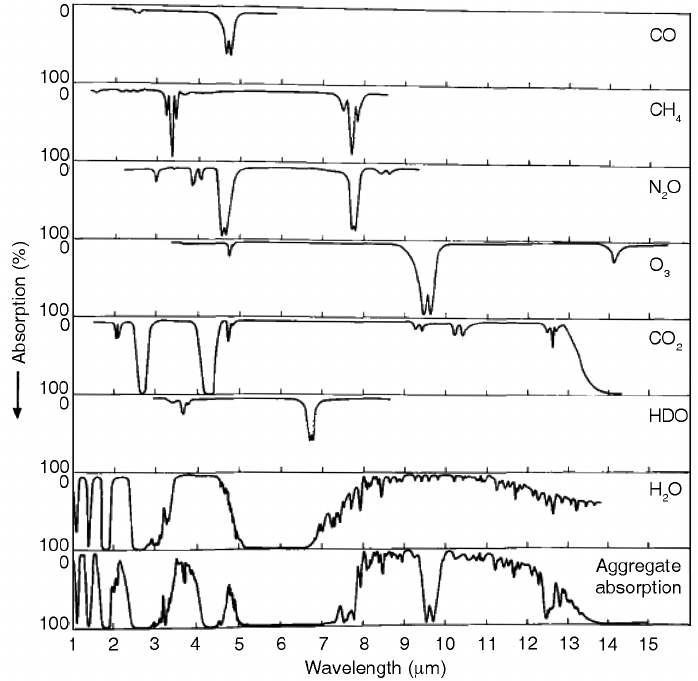 0
CO
100
0
CH₄
100
0
N₂O
100
0
O₃
100
0
CO₂
100
0
HDO
100
0
H₂O
100
0
Aggregate
absorption
100
Absorption (%)
1 2 3 4 5 6 7 8 9 10 11 12 13 14 15
Wavelength (μm)